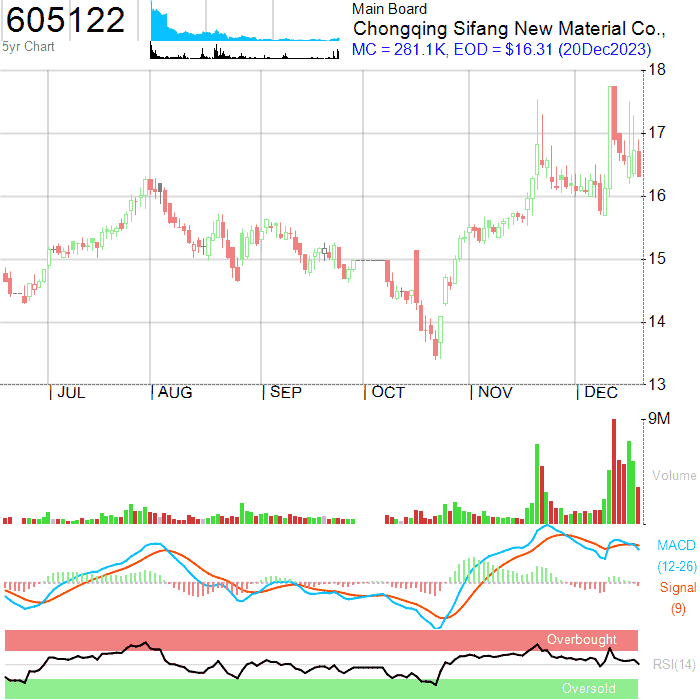 605122
5yr Chart
Main Board
Chongqing Sifang New Material Co.,
MC = 281.1K, EOD = $16.31 (20Dec2023)
18
17
16
15
14
13
| JUL | AUG | SEP | OCT | NOV | DEC
9M
Volume
MACD
(12-26)
Signal
(9)
Overbought
RSI(14)
Oversold